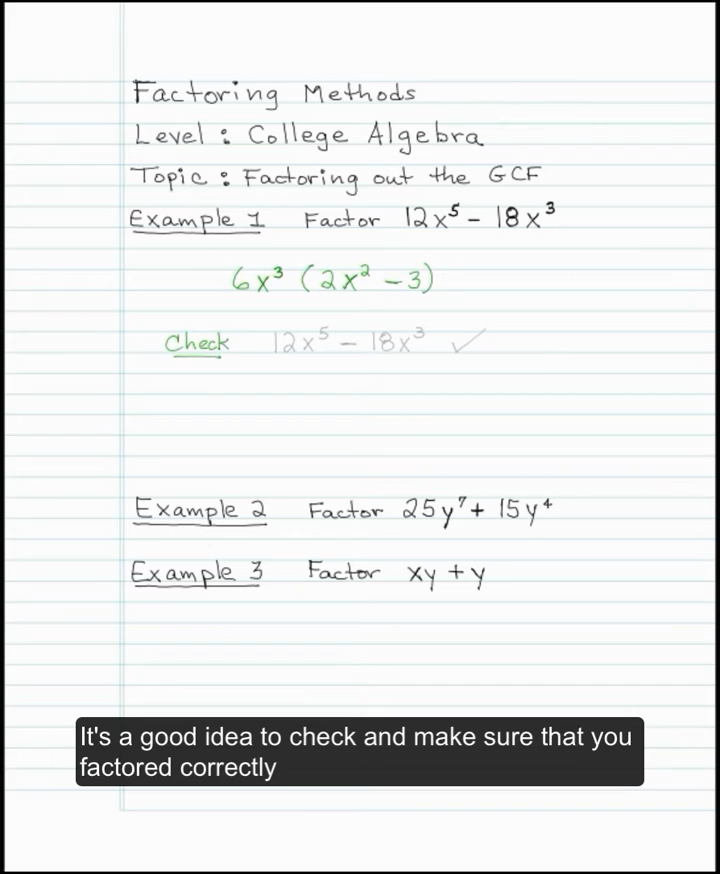 Factoring Methods
Level : College Algebra
Topic : Factoring out the GCF
Example 1 Factor 12x⁵ - 18x³
6x³ (2x² - 3)
Check 12x⁵ - 18x³ ✓
Example 2 Factor 25y⁷ + 15y⁴
Example 3 Factor xy + y
It's a good idea to check and make sure that you
factored correctly